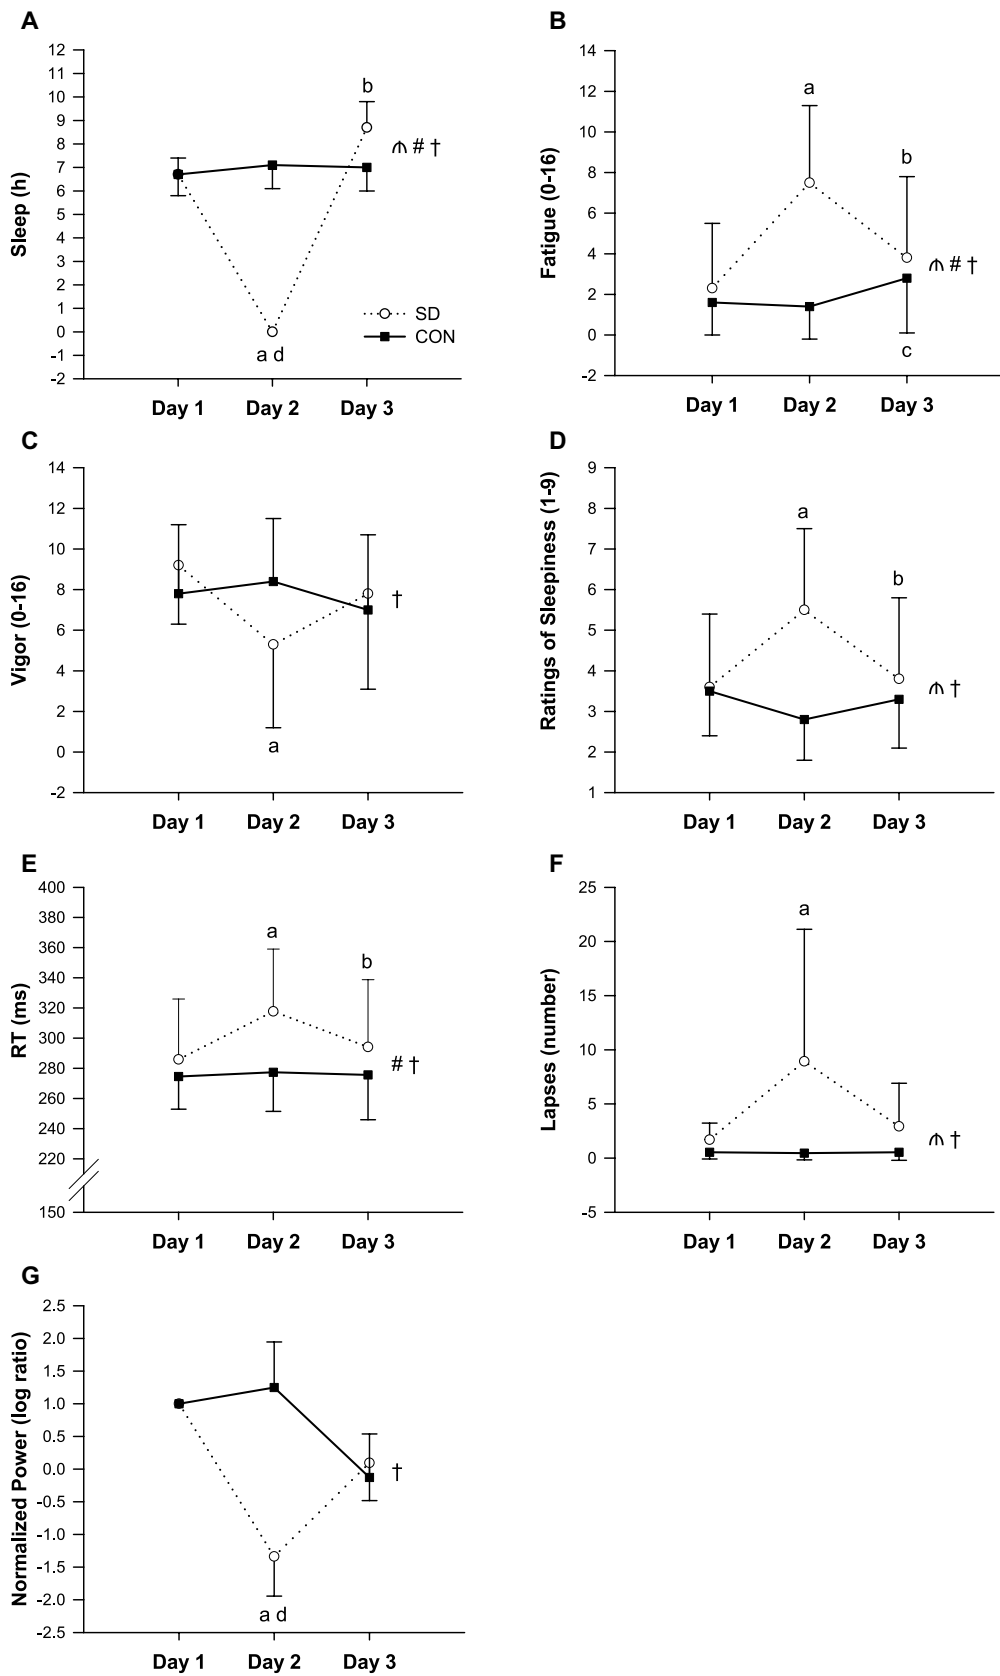 A
12
11
10
9
8
7
6
5
4
3
2
1
0
-1
-2
Sleep (h)
b
⫛ # †
SD
CON
a d
Day 1 Day 2 Day 3
B
14
12
10
8
6
4
2
0
-2
Fatigue (0-16)
a
b
⫛ # †
c
Day 1 Day 2 Day 3
C
14
12
10
8
6
4
2
0
-2
Vigor (0-16)
†
a
Day 1 Day 2 Day 3
D
9
8
7
6
5
4
3
2
1
Ratings of Sleepiness (1-9)
a
b
⫛ †
Day 1 Day 2 Day 3
E
400
380
360
340
320
300
280
260
240
220
150
RT (ms)
a
b
# †
Day 1 Day 2 Day 3
F
25
20
15
10
5
0
-5
Lapses (number)
a
⫛ †
Day 1 Day 2 Day 3
G
2.5
2.0
1.5
1.0
0.5
0.0
-0.5
-1.0
-1.5
-2.0
-2.5
Normalized Power (log ratio)
†
a d
Day 1 Day 2 Day 3